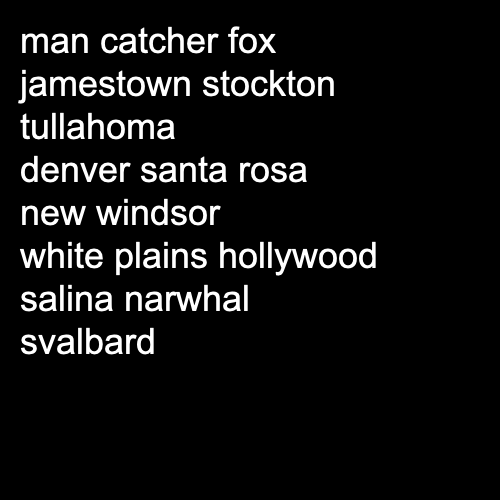 man catcher fox
jamestown stockton
tullahoma
denver santa rosa
new windsor
white plains hollywood
salina narwhal
svalbard